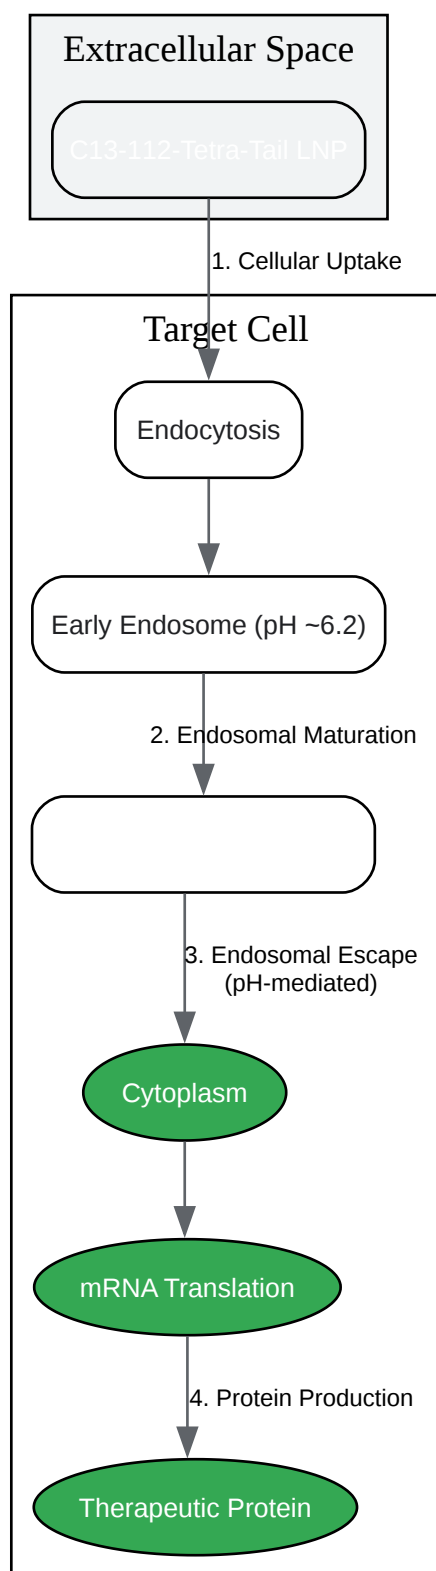 Extracellular Space
C13-112-Tetra-Tail LNP
1. Cellular Uptake
Target Cell
Endocytosis
Early Endosome (pH ~6.2)
2. Endosomal Maturation
3. Endosomal Escape
(pH-mediated)
Cytoplasm
mRNA Translation
4. Protein Production
Therapeutic Protein